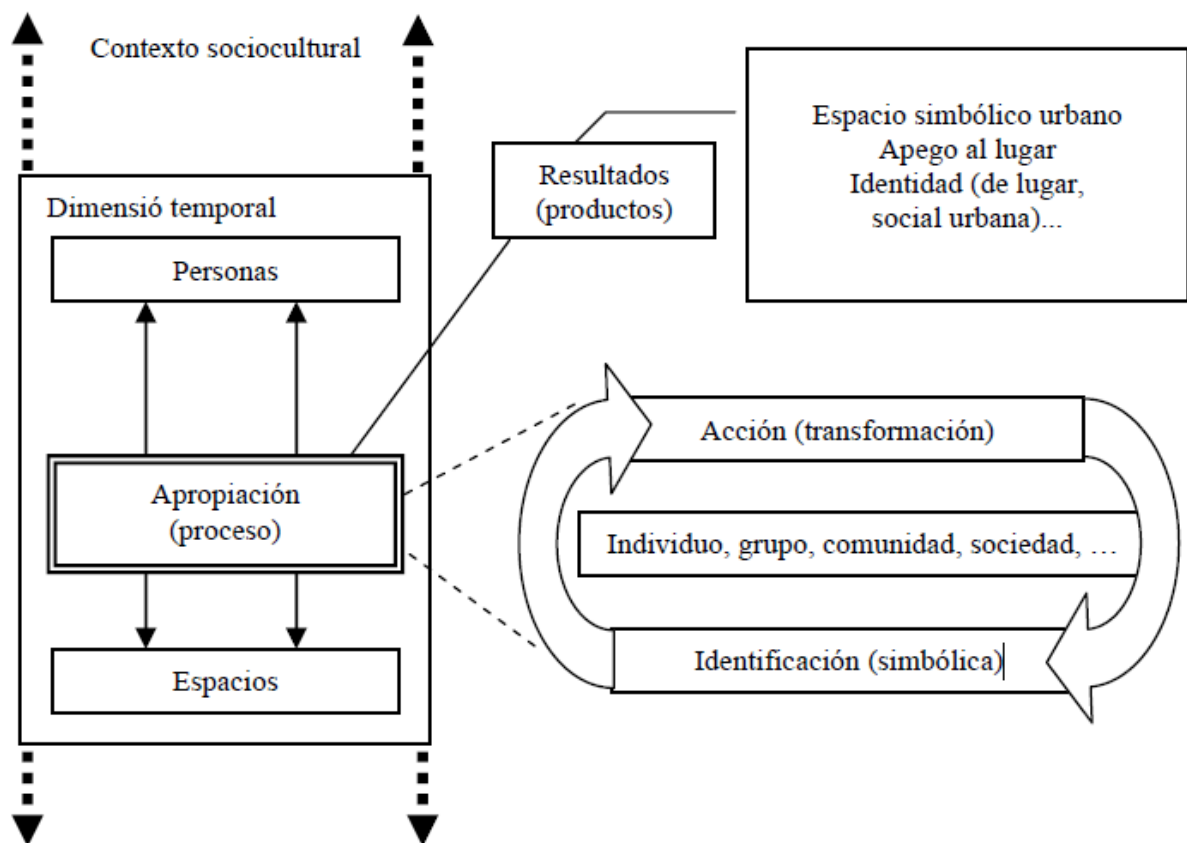 Contexto sociocultural
Dimensió temporal
Personas
Apropiación
(proceso)
Espacios
Resultados
(productos)
Espacio simbólico urbano
Apego al lugar
Identidad (de lugar,
social urbana)...
Acción (transformación)
Individuo, grupo, comunidad, sociedad, …
Identificación (simbólica)